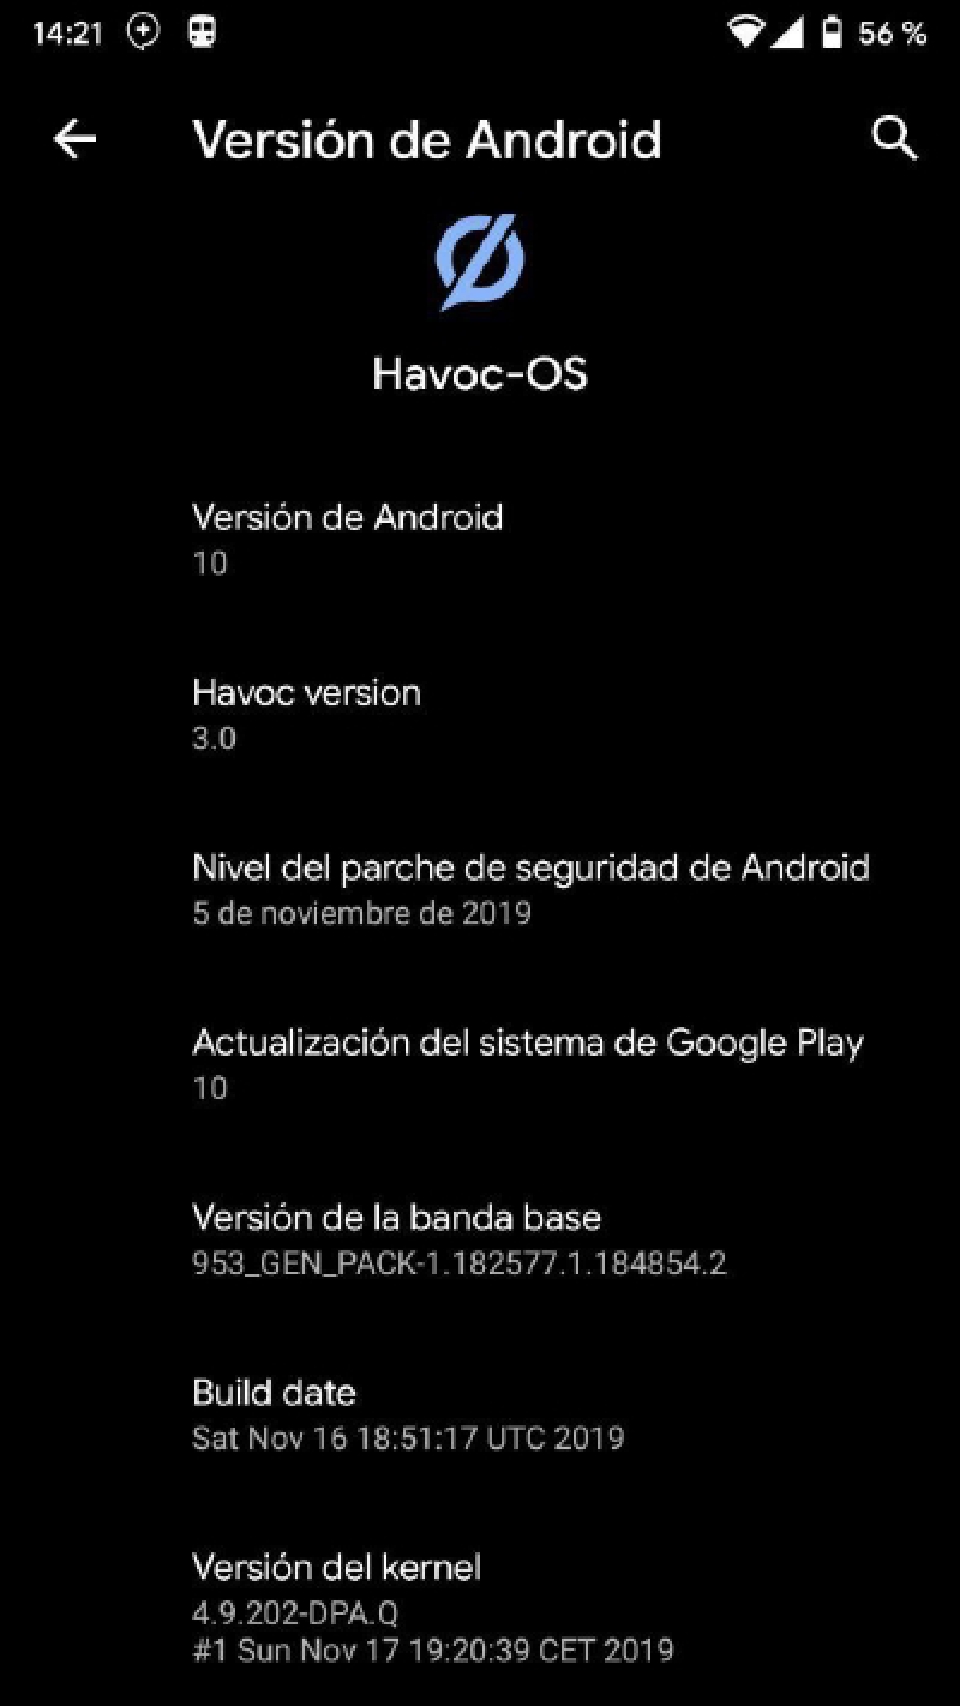 14:21
56 %
Versión de Android
Havoc-OS
Versión de Android
10
Havoc version
3.0
Nivel del parche de seguridad de Android
5 de noviembre de 2019
Actualización del sistema de Google Play
10
Versión de la banda base
953_GEN_PACK-1.182577.1.184854.2
Build date
Sat Nov 16 18:51:17 UTC 2019
Versión del kernel
4.9.202-DPA.Q
#1 Sun Nov 17 19:20:39 CET 2019